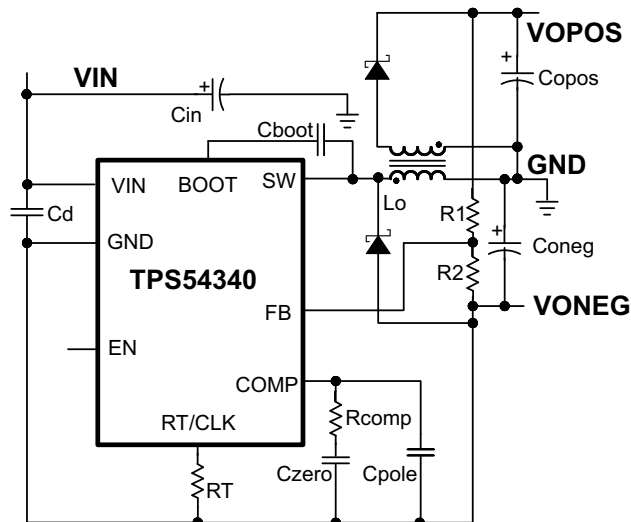 VOPOS
VIN
+
Copos
+
Cin
Cboot
GND
VIN
BOOT
SW
Lo
Cd
R1
GND
+
Coneg
TPS54340
R2
FB
VONEG
EN
COMP
Rcomp
RT/CLK
Czero
Cpole
RT